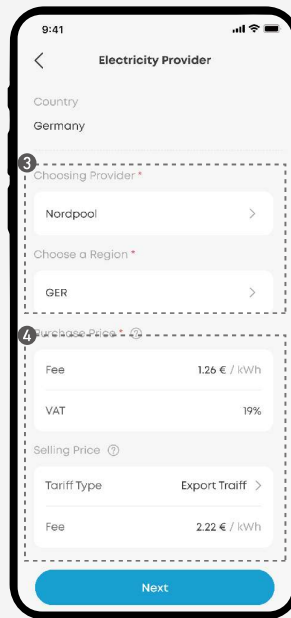 9:41
Electricity Provider
Country
Germany
3
Choosing Provider *
Nordpool
Choose a Region *
GER
4
Purchase Price * ?
Fee 1.26 € / kWh
VAT 19%
Selling Price ?
Tariff Type Export Traiff
Fee 2.22 € / kWh
Next